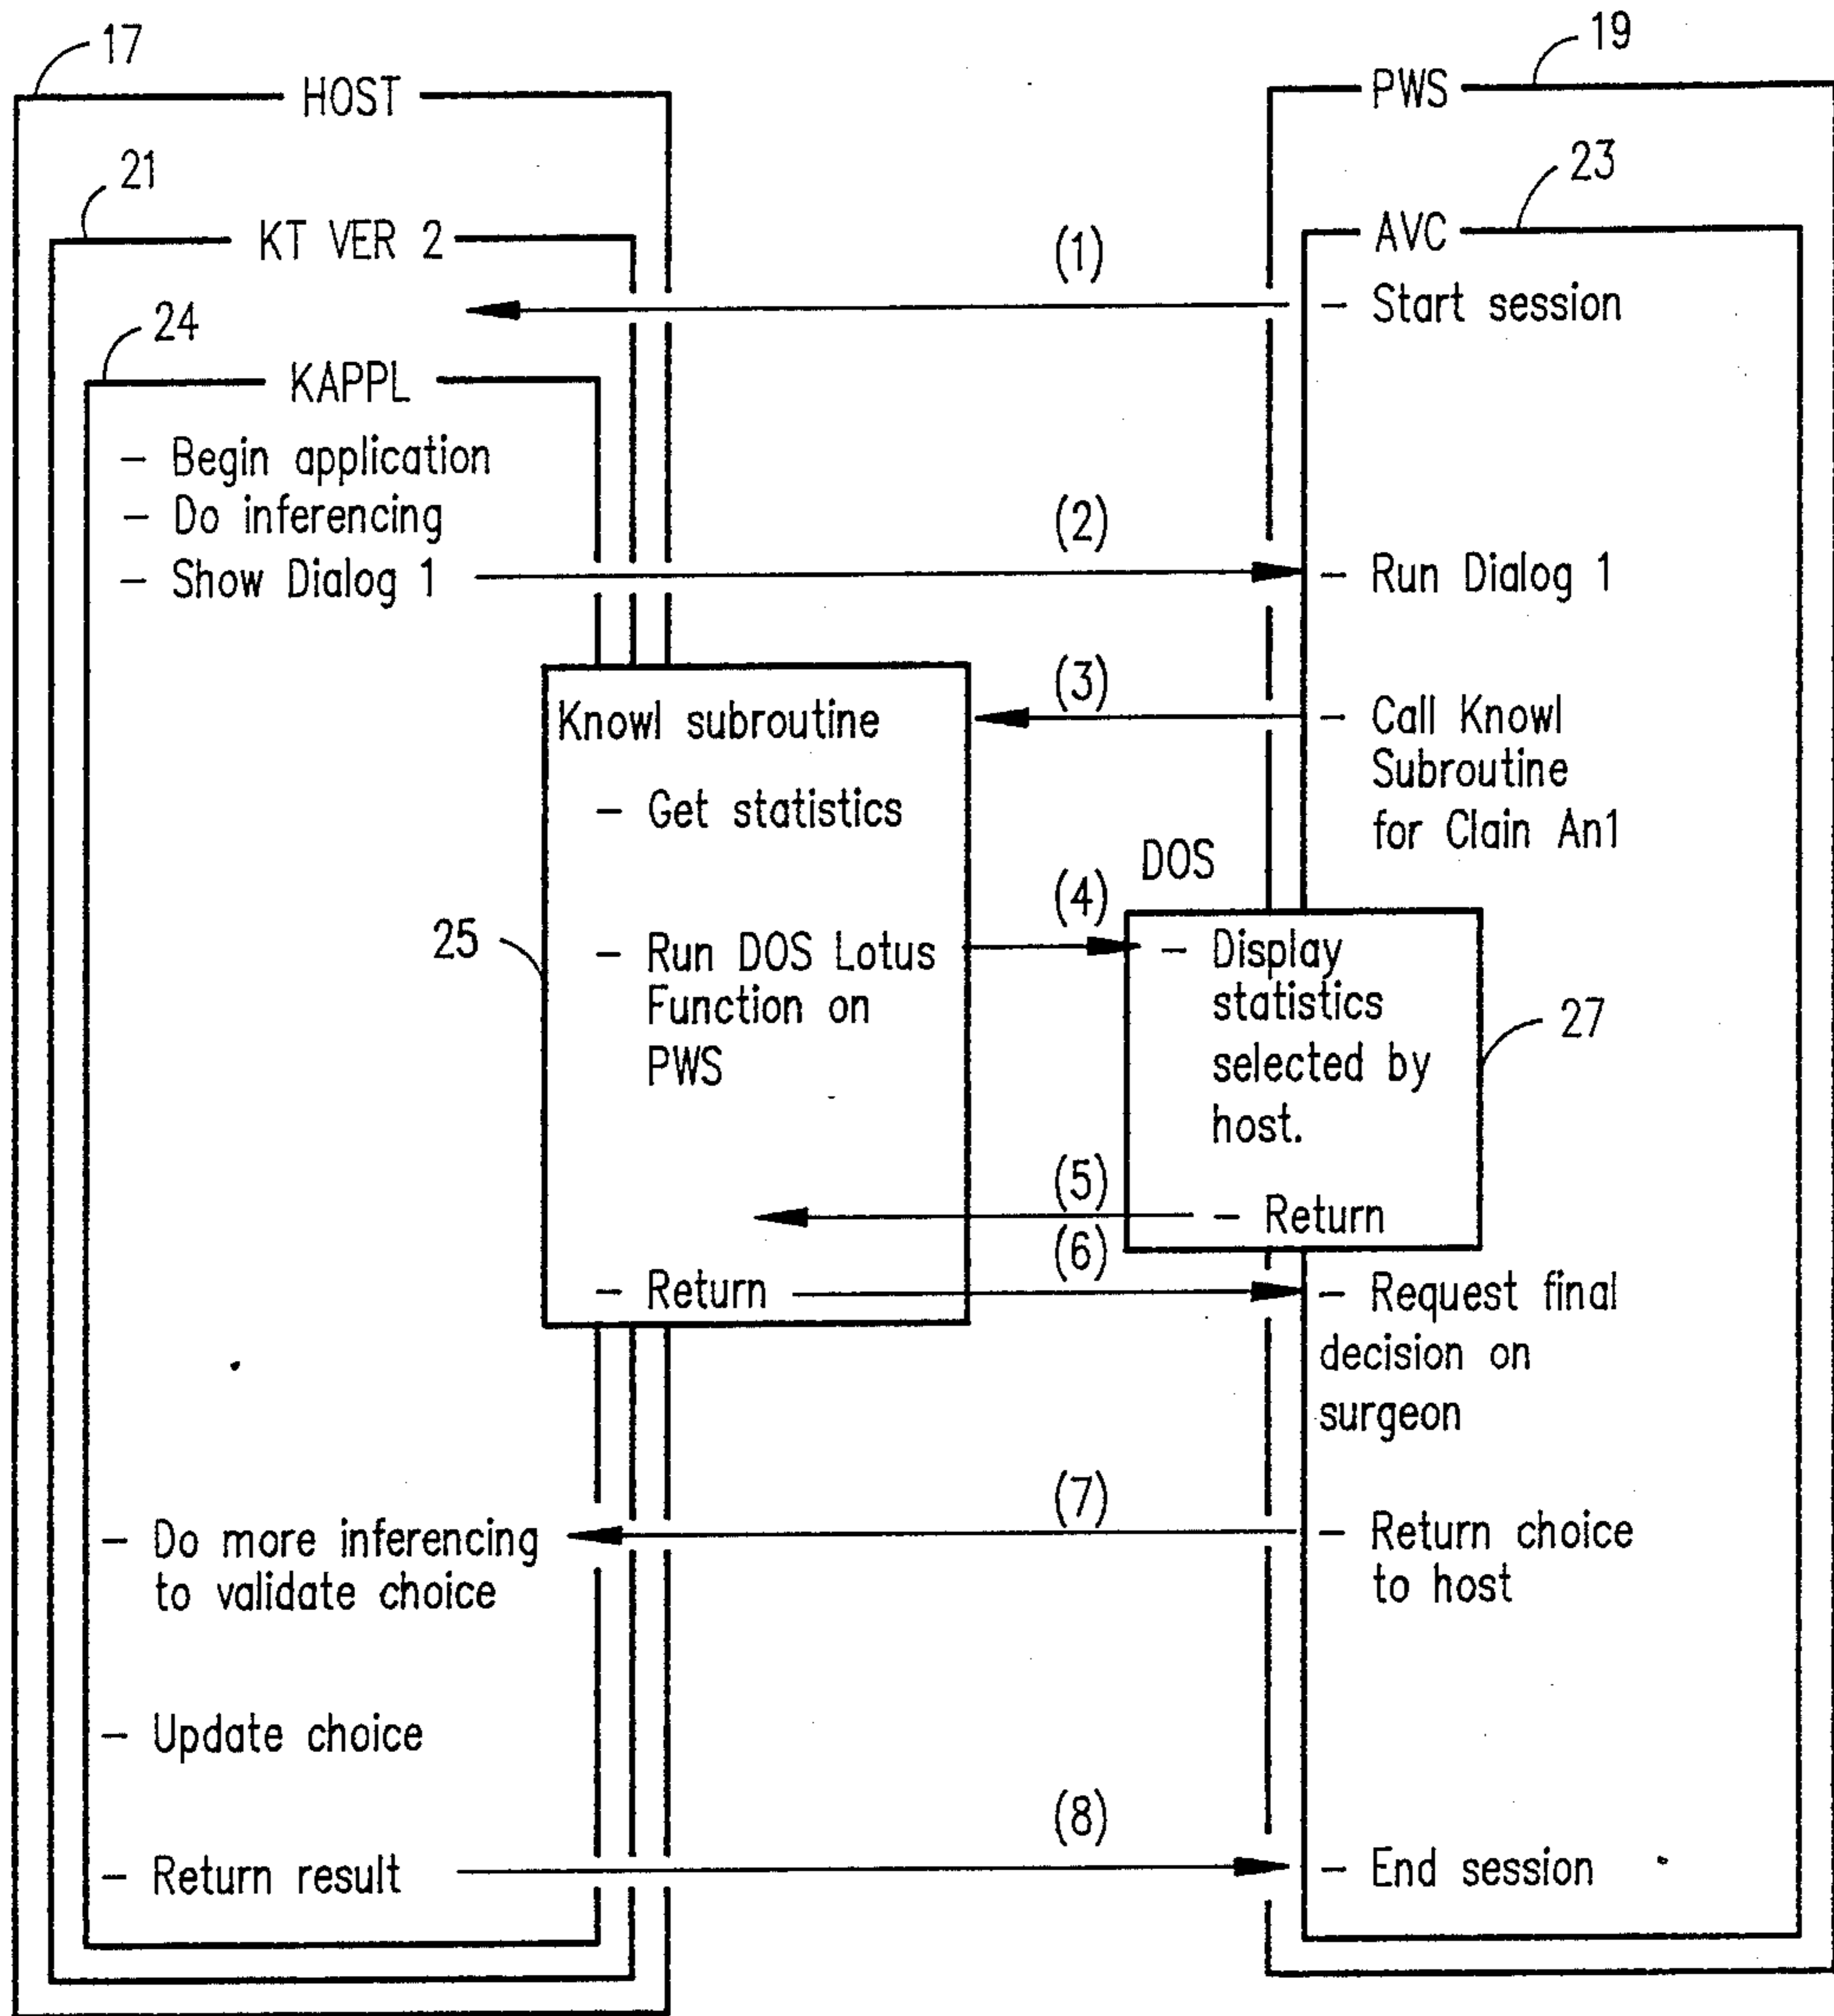 17
HOST
21
KT VER 2
24
KAPPL
– Begin application
– Do inferencing
– Show Dialog 1
Knowl subroutine
– Get statistics
25
– Run DOS Lotus
Function on
PWS
– Return
– Do more inferencing
to validate choice
– Update choice
– Return result
(1)
(2)
(3)
(4)
(5)
(6)
(7)
(8)
19
PWS
23
AVC
– Start session
– Run Dialog 1
– Call Knowl
Subroutine
for Clain An1
DOS
– Display
statistics
selected by
host.
27
– Return
– Request final
decision on
surgeon
– Return choice
to host
– End session